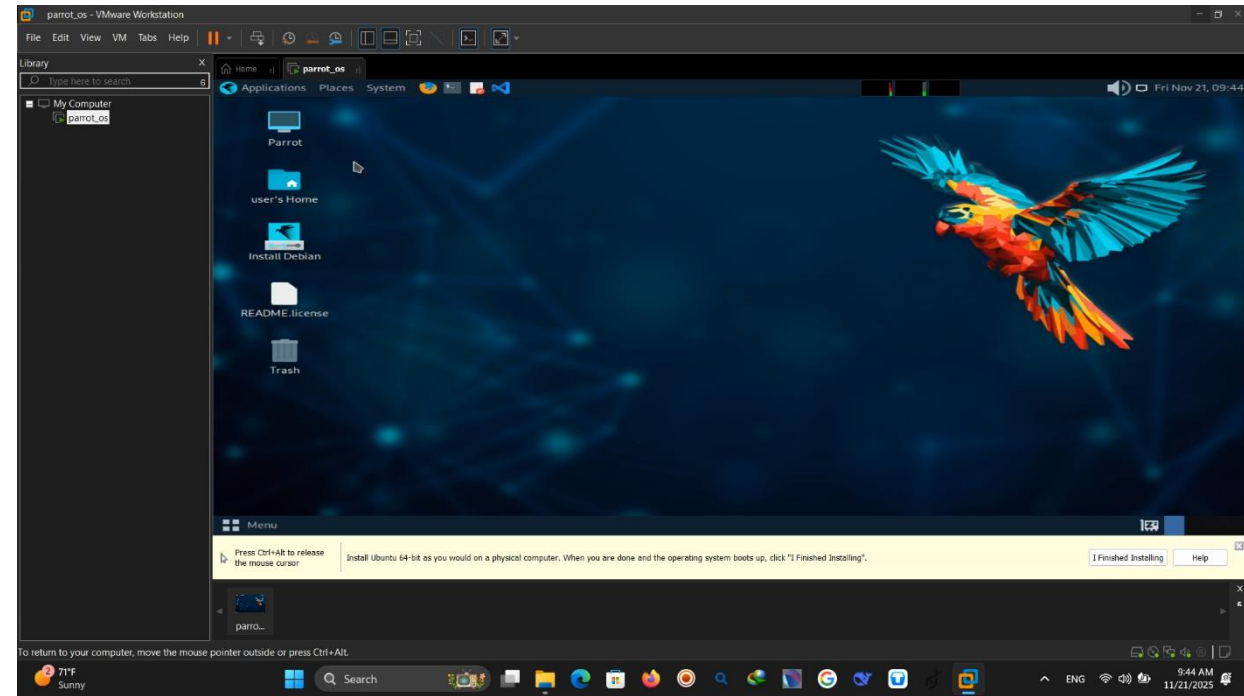 parrot_os - VMware Workstation
File Edit View VM Tabs Help
Library X
Type here to search
My Computer
parrot_os
Home
parrot_os
Applications Places System
Fri Nov 21, 09:44
Parrot
user's Home
Install Debian
README.license
Trash
Menu
Press Ctrl+Alt to release
the mouse cursor
Install Ubuntu 64-bit as you would on a physical computer. When you are done and the operating system boots up, click "I Finished Installing".
I Finished Installing
Help
parro...
To return to your computer, move the mouse pointer outside or press Ctrl+Alt.
2
71°F
Sunny
Search
ENG
9:44 AM
11/21/2025